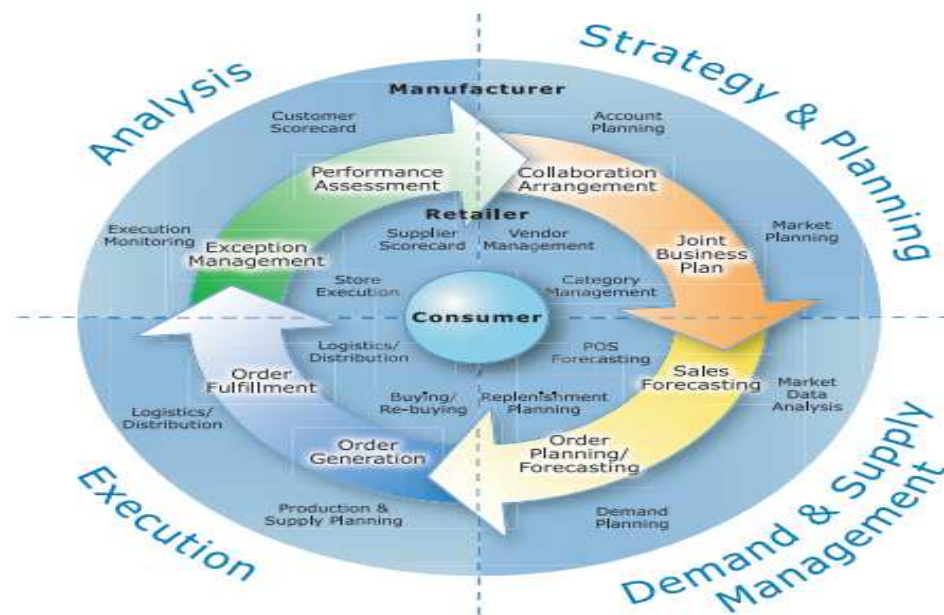 Analysis
Strategy & Planning
Manufacturer
Customer
Scorecard
Account
Planning
Performance
Assessment
Collaboration
Arrangement
Retailer
Supplier
Scorecard
Vendor
Management
Execution
Monitoring
Exception
Management
Joint
Business
Plan
Market
Planning
Store
Execution
Category
Management
Consumer
Logistics/
Distribution
POS
Forecasting
Order
Fulfillment
Sales
Forecasting
Market
Data
Analysis
Logistics/
Distribution
Buying/
Re-buying
Replenishment
Planning
Order
Generation
Order
Planning/
Forecasting
Production &
Supply Planning
Demand
Planning
Execution
Demand & Supply
Management